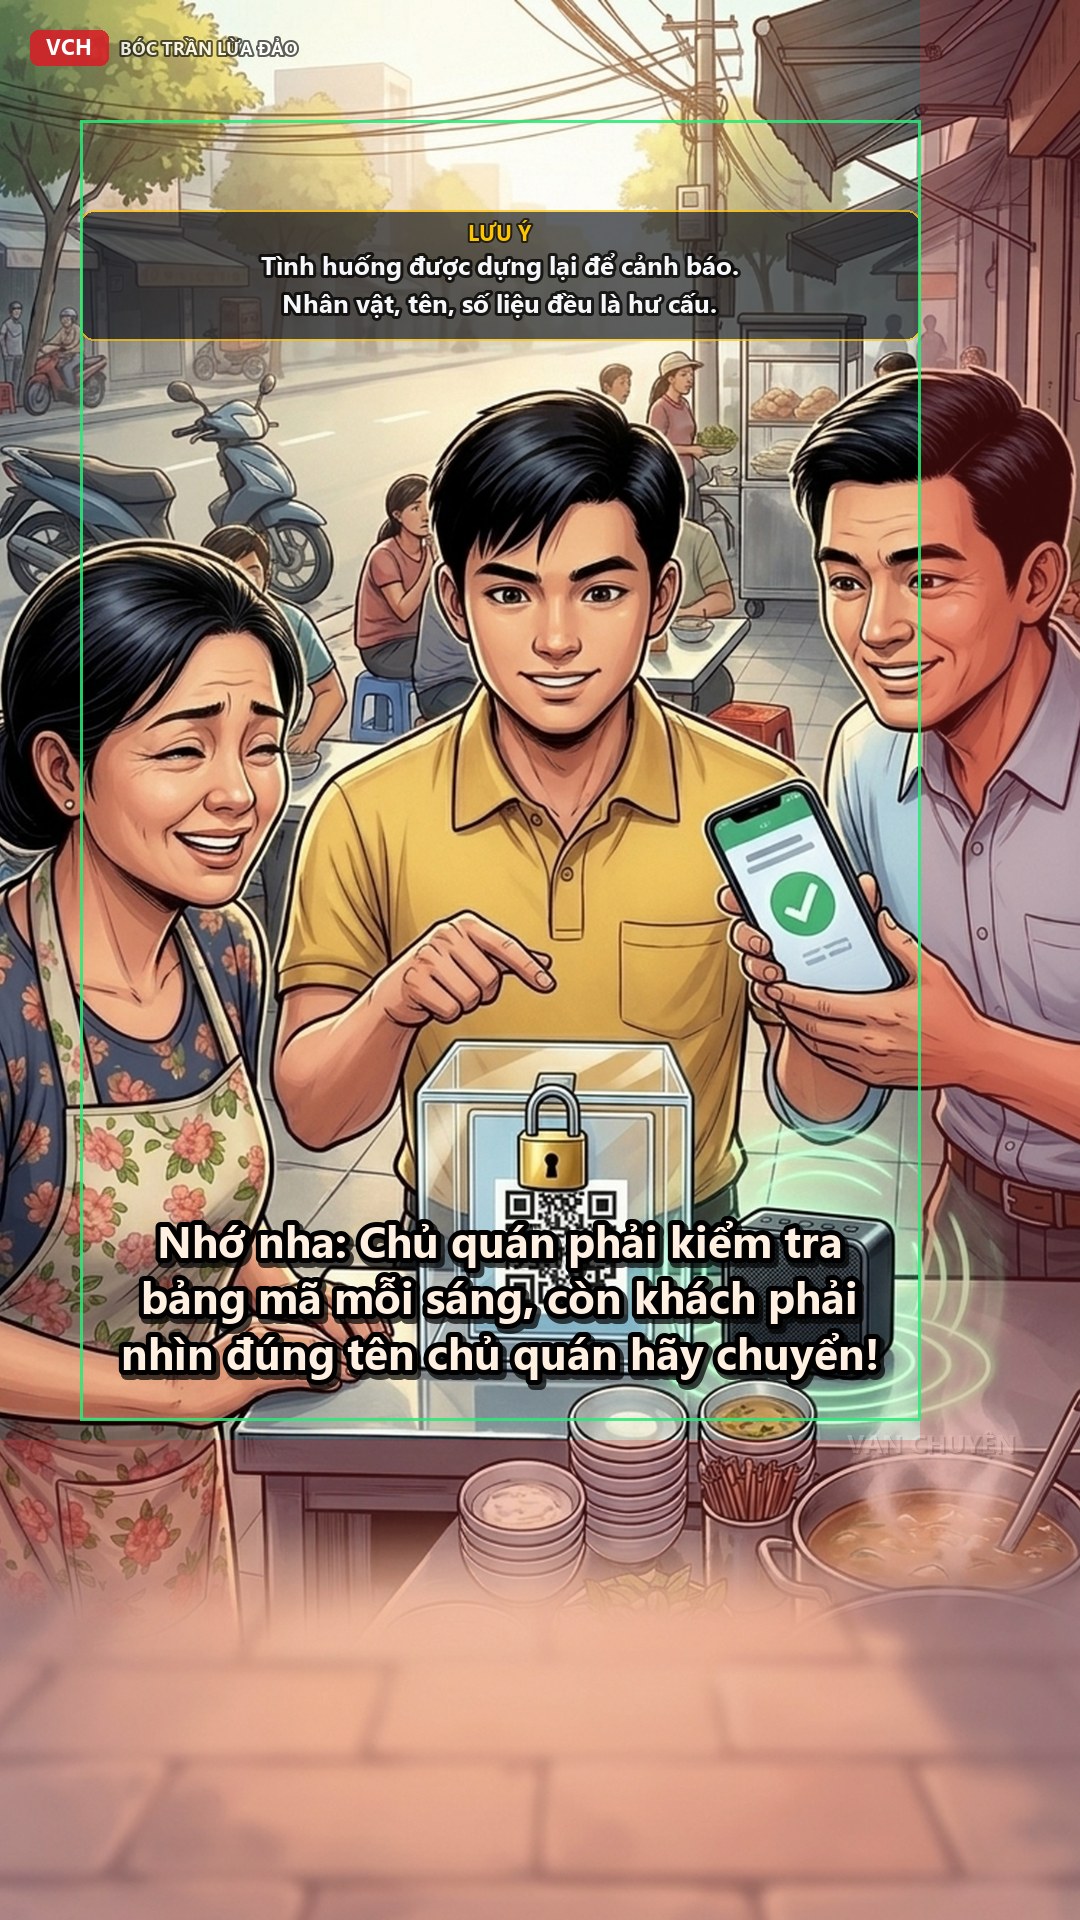 VCH BÓC TRẦN LỪA ĐẢO
LƯU Ý
Tình huống được dựng lại để cảnh báo.
Nhân vật, tên, số liệu đều là hư cấu.
Nhớ nha: Chủ quán phải kiểm tra
bảng mã mỗi sáng, còn khách phải
nhìn đúng tên chủ quán hãy chuyển!
VẠN CHUYỆN